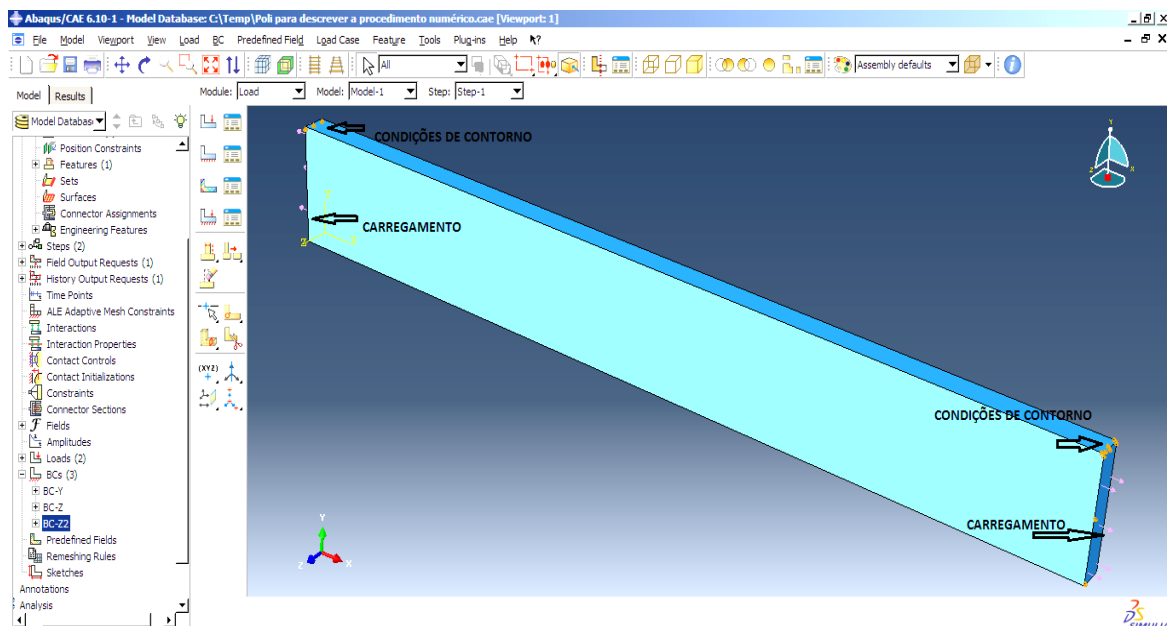 Abaqus/CAE 6.10-1 - Model Database: C:\Temp\Poli para descrever a procedimento numérico.cae [Viewport: 1]
File Model Viewport View Load BC Predefined Field Load Case Feature Tools Plug-ins Help
All
Assembly defaults
Model Results
Module: Load Model: Model-1 Step: Step-1
Model Databas
Position Constraints
Features (1)
Sets
Surfaces
Connector Assignments
Engineering Features
Steps (2)
Field Output Requests (1)
History Output Requests (1)
Time Points
ALE Adaptive Mesh Constraints
Interactions
Interaction Properties
Contact Controls
Contact Initializations
Constraints
Connector Sections
Fields
Amplitudes
Loads (2)
BCs (3)
BC-Y
BC-Z
BC-Z2
Predefined Fields
Remeshing Rules
Sketches
Annotations
Analysis
(XYZ)
CONDIÇÕES DE CONTORNO
CARREGAMENTO
CONDIÇÕES DE CONTORNO
CARREGAMENTO
Y
Z
X
Y
Z
X
SIMULIA